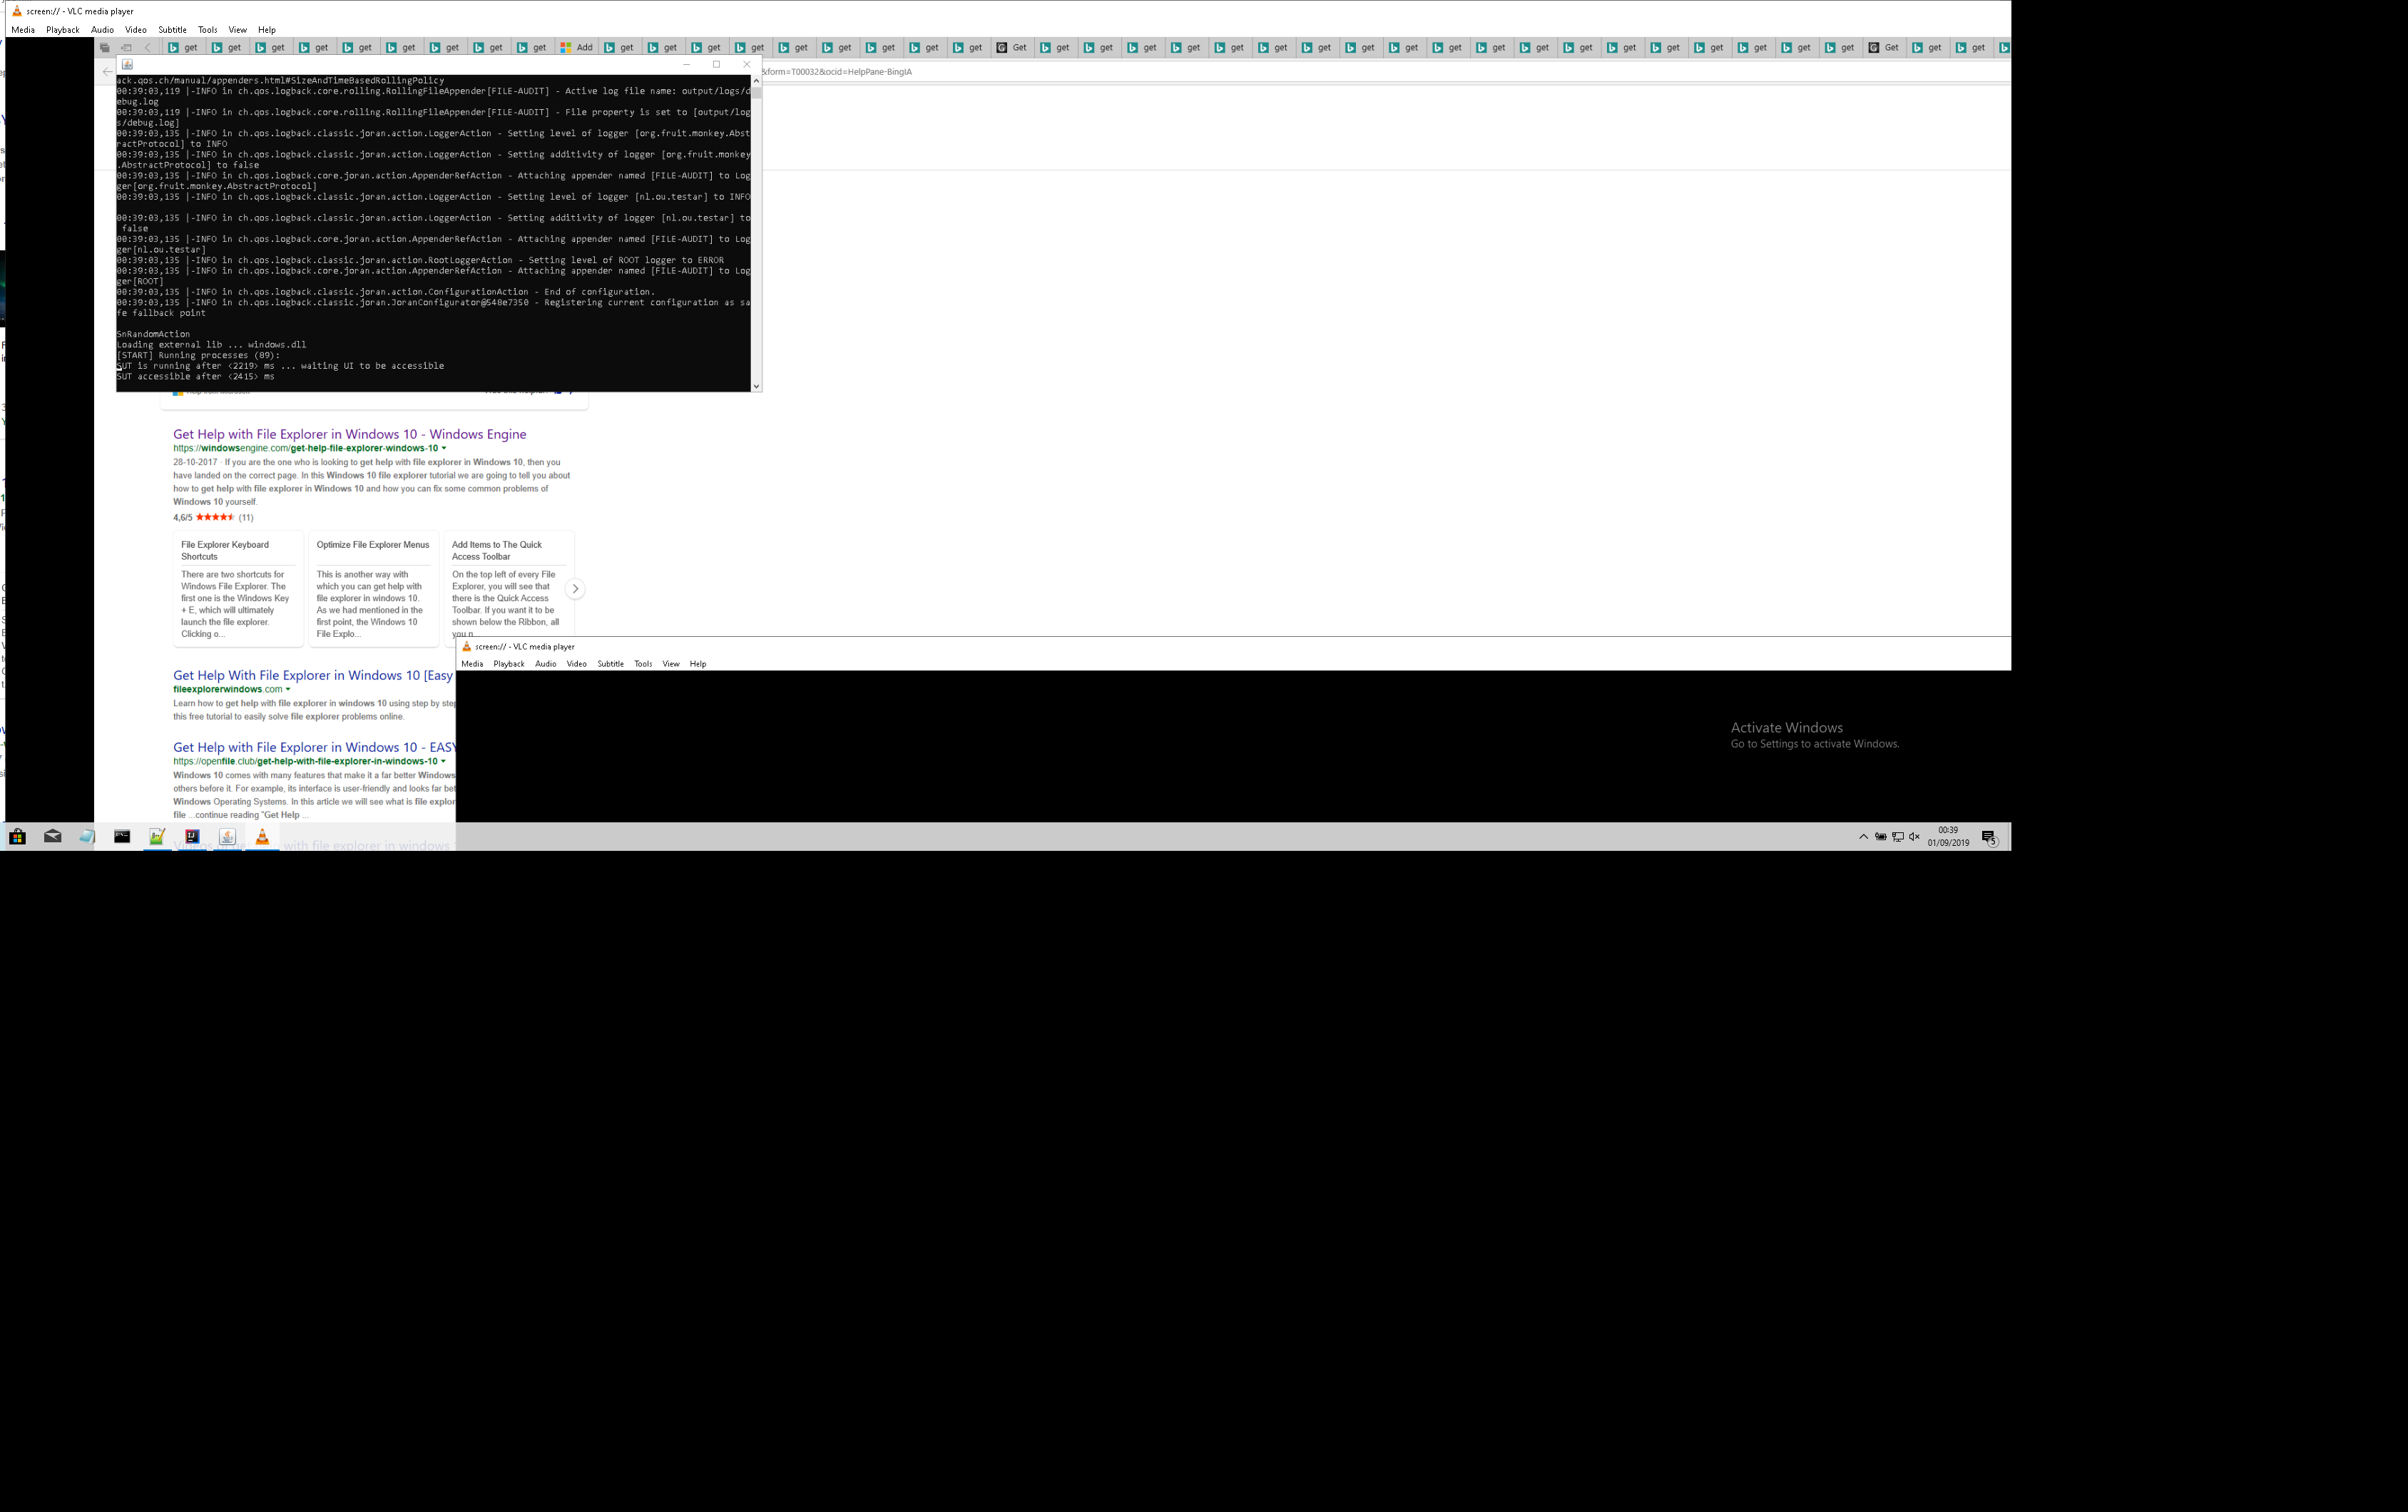 screen:// - VLC media player
Media Playback Audio Video Subtitle Tools View Help
get get get get get get get get get Add get get get get get get get get get Get get get get get get get get get get get get get get get get get get get get Get get get
&form=T00032&ocid=HelpPane-BingIA
ack.qos.ch/manual/appenders.html#SizeAndTimeBasedRollingPolicy
00:39:03,119 |-INFO in ch.qos.logback.core.rolling.RollingFileAppender[FILE-AUDIT] - Active log file name: output/logs/d
ebug.log
00:39:03,119 |-INFO in ch.qos.logback.core.rolling.RollingFileAppender[FILE-AUDIT] - File property is set to [output/log
s/debug.log]
00:39:03,135 |-INFO in ch.qos.logback.classic.joran.action.LoggerAction - Setting level of logger [org.fruit.monkey.Abst
ractProtocol] to INFO
00:39:03,135 |-INFO in ch.qos.logback.classic.joran.action.LoggerAction - Setting additivity of logger [org.fruit.monkey
.AbstractProtocol] to false
00:39:03,135 |-INFO in ch.qos.logback.core.joran.action.AppenderRefAction - Attaching appender named [FILE-AUDIT] to Log
ger[org.fruit.monkey.AbstractProtocol]
00:39:03,135 |-INFO in ch.qos.logback.classic.joran.action.LoggerAction - Setting level of logger [nl.ou.testar] to INFO
00:39:03,135 |-INFO in ch.qos.logback.classic.joran.action.LoggerAction - Setting additivity of logger [nl.ou.testar] to
false
00:39:03,135 |-INFO in ch.qos.logback.core.joran.action.AppenderRefAction - Attaching appender named [FILE-AUDIT] to Log
ger[nl.ou.testar]
00:39:03,135 |-INFO in ch.qos.logback.classic.joran.action.RootLoggerAction - Setting level of ROOT logger to ERROR
00:39:03,135 |-INFO in ch.qos.logback.core.joran.action.AppenderRefAction - Attaching appender named [FILE-AUDIT] to Log
ger[ROOT]
00:39:03,135 |-INFO in ch.qos.logback.classic.joran.action.ConfigurationAction - End of configuration.
00:39:03,135 |-INFO in ch.qos.logback.classic.joran.JoranConfigurator@548e7350 - Registering current configuration as sa
fe fallback point
SnRandomAction
Loading external lib ... windows.dll
[START] Running processes (89):
SUT is running after <2219> ms ... waiting UI to be accessible
SUT accessible after <2415> ms
Get Help with File Explorer in Windows 10 - Windows Engine
https://windowsengine.com/get-help-file-explorer-windows-10
28-10-2017 · If you are the one who is looking to get help with file explorer in Windows 10, then you
have landed on the correct page. In this Windows 10 file explorer tutorial we are going to tell you about
how to get help with file explorer in Windows 10 and how you can fix some common problems of
Windows 10 yourself.
4,6/5 (11)
File Explorer Keyboard
Shortcuts
There are two shortcuts for
Windows File Explorer. The
first one is the Windows Key
+ E, which will ultimately
launch the file explorer.
Clicking o...
Optimize File Explorer Menus
This is another way with
which you can get help with
file explorer in windows 10.
As we had mentioned in the
first point, the Windows 10
File Explo...
Add Items to The Quick
Access Toolbar
On the top left of every File
Explorer, you will see that
there is the Quick Access
Toolbar. If you want it to be
shown below the Ribbon, all
you n...
screen:// - VLC media player
Media Playback Audio Video Subtitle Tools View Help
Get Help With File Explorer in Windows 10 [Easy
fileexplorerwindows.com
Learn how to get help with file explorer in windows 10 using step by step
this free tutorial to easily solve file explorer problems online.
Get Help with File Explorer in Windows 10 - EASY
https://openfile.club/get-help-with-file-explorer-in-windows-10
Windows 10 comes with many features that make it a far better Windows
others before it. For example, its interface is user-friendly and looks far bet
Windows Operating Systems. In this article we will see what is file explor
file ...continue reading "Get Help ...
with file explorer in windows
Activate Windows
Go to Settings to activate Windows.
00:39
01/09/2019
5